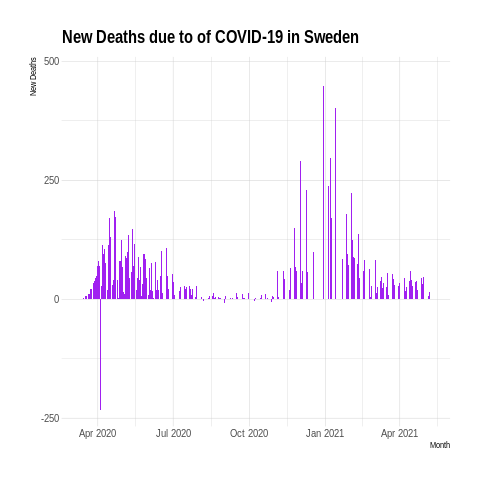 New Deaths due to of COVID-19 in Sweden
New Deaths
500
250
0
-250
Apr 2020 Jul 2020 Oct 2020 Jan 2021 Apr 2021
Month